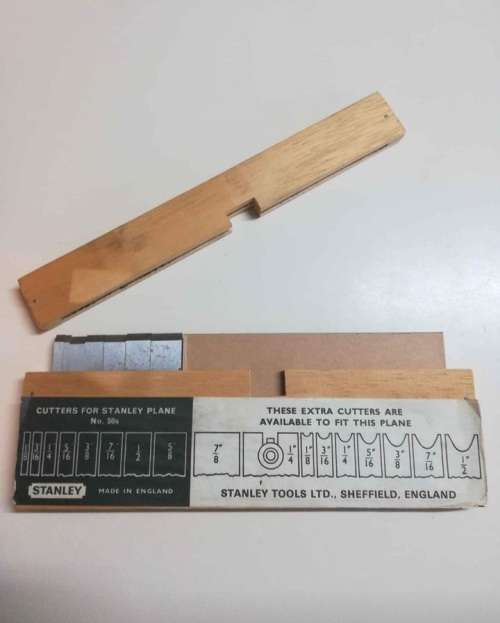 CUTTERS FOR STANLEY PLANE
No. 50s
1/8 3/16 1/4 5/16 3/8 7/16 1/2 5/8
STANLEY MADE IN ENGLAND
THESE EXTRA CUTTERS ARE
AVAILABLE TO FIT THIS PLANE
7/8" 1/4" 1/8" 3/16" 1/4" 5/16" 3/8" 7/16" 1/2"
STANLEY TOOLS LTD., SHEFFIELD, ENGLAND